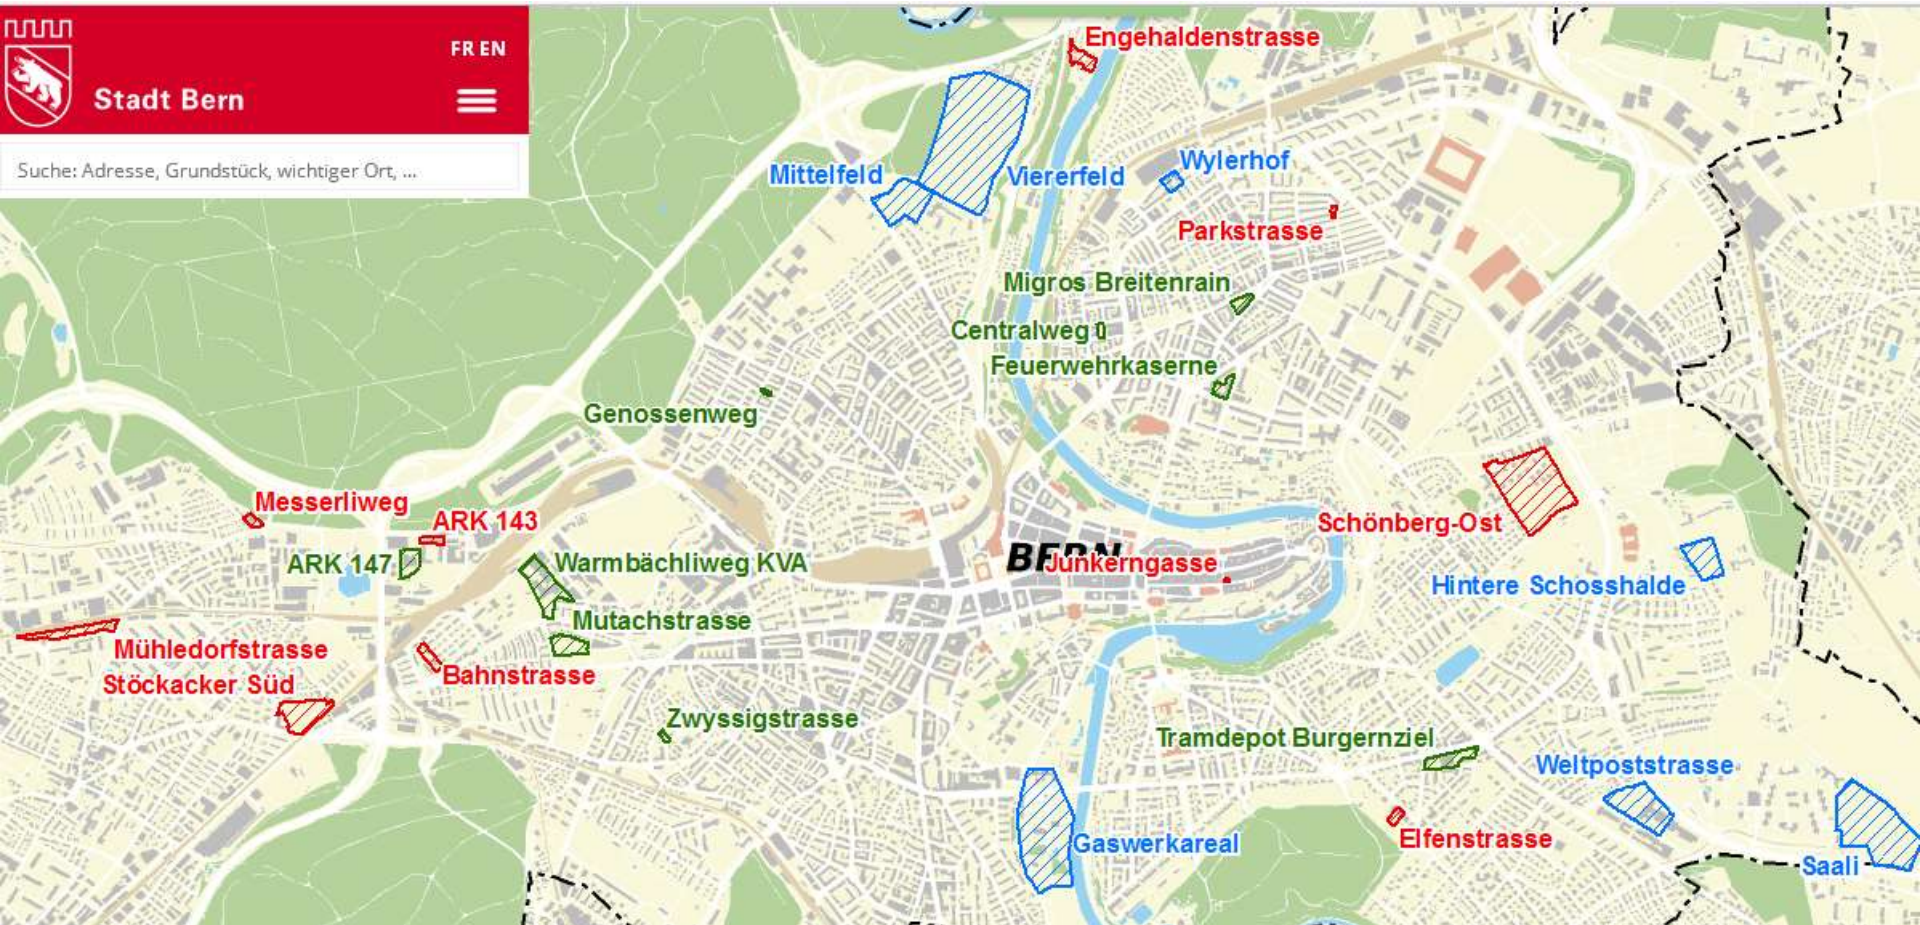 FR EN
Stadt Bern
Suche: Adresse, Grundstück, wichtiger Ort, ...
Engehaldenstrasse
Mittelfeld
Viererfeld
Wylerhof
Parkstrasse
Migros Breitenrain
Centralweg
Feuerwehrkaserne
Genossenweg
Messerliweg
ARK 143
ARK 147
Warmbächliweg KVA
BERN
Junkerngasse
Schönberg-Ost
Hintere Schosshalde
Mutachstrasse
Mühledorfstrasse
Stöckacker Süd
Bahnstrasse
Zwyssigstrasse
Tramdepot Burgernziel
Weltpoststrasse
Gaswerkareal
Elfenstrasse
Saali